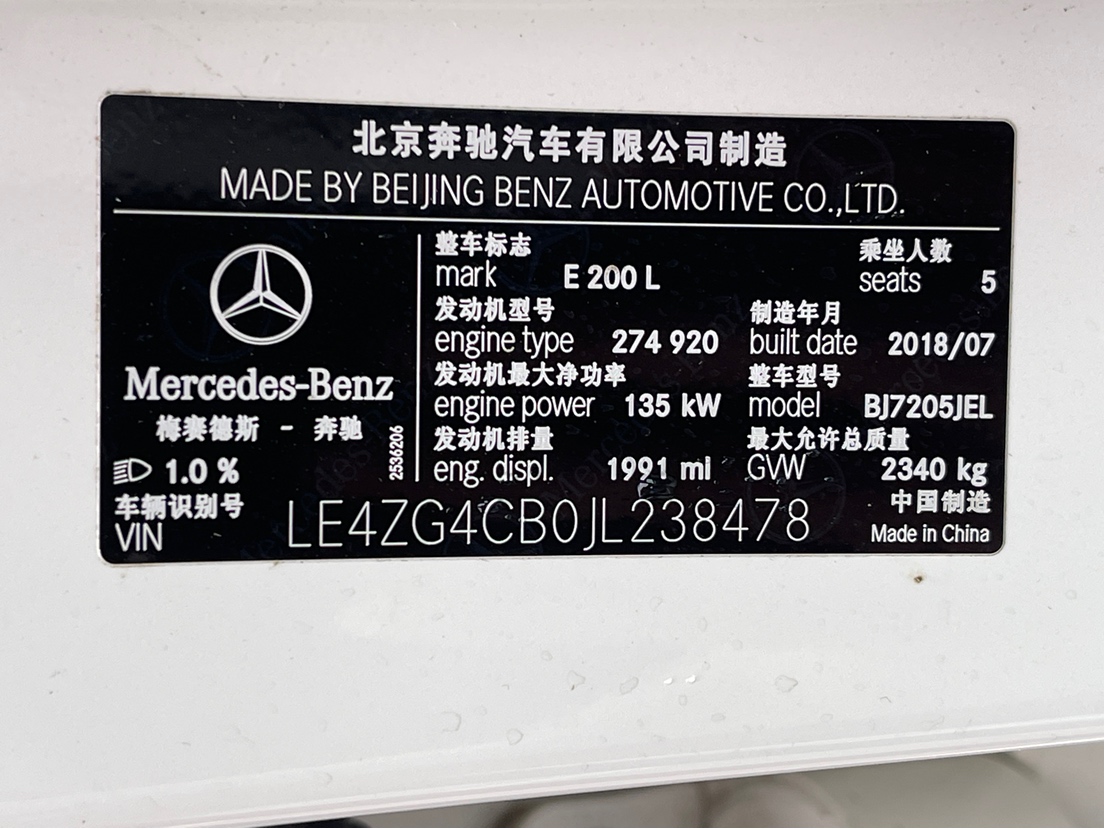 北京奔驰汽车有限公司制造
MADE BY BEIJING BENZ AUTOMOTIVE CO.,LTD.
整车标志 乘坐人数
mark E 200 L seats 5
发动机型号 制造年月
engine type 274 920 built date 2018/07
发动机最大净功率 整车型号
engine power 135 kW model BJ7205JEL
发动机排量 最大允许总质量
eng. displ. 1991 ml GVW 2340 kg
Mercedes-Benz
梅赛德斯 - 奔驰
2536206
1.0 %
车辆识别号 中国制造
VIN LE4ZG4CB0JL238478 Made in China